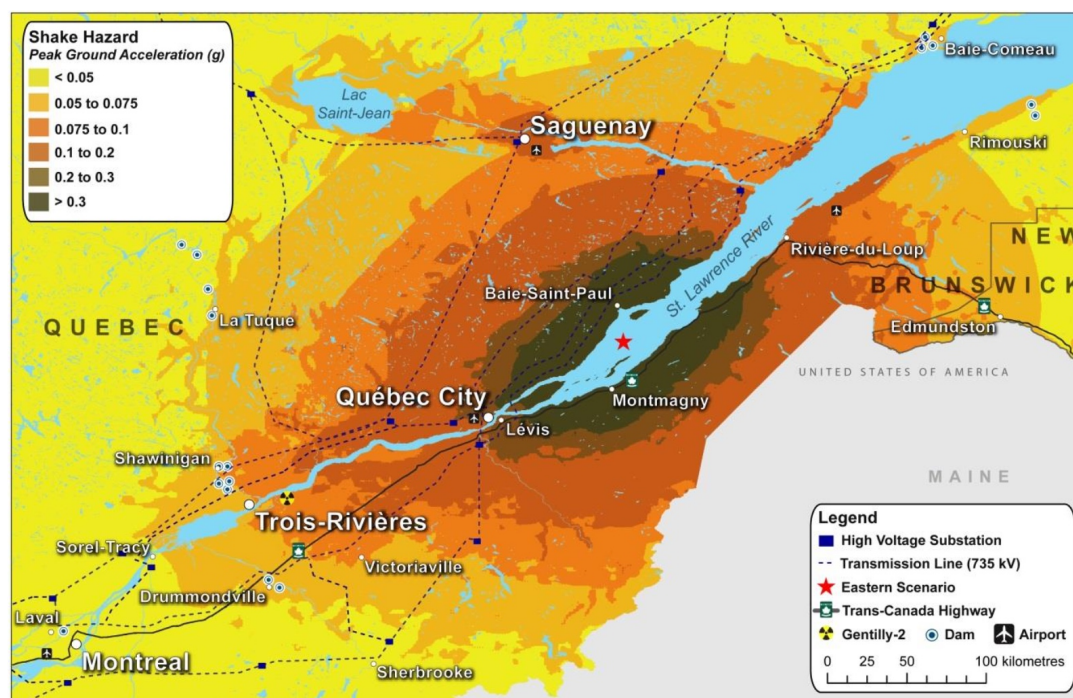 Shake Hazard
Peak Ground Acceleration (g)
< 0.05
0.05 to 0.075
0.075 to 0.1
0.1 to 0.2
0.2 to 0.3
> 0.3
Baie-Comeau
Lac
Saint-Jean
Saguenay
Rimouski
St. Lawrence River
Rivière-du-Loup
NEW
BRUNSWICK
Baie-Saint-Paul
La Tuque
QUEBEC
Edmundston
UNITED STATES OF AMERICA
Québec City
Montmagny
Lévis
Shawinigan
MAINE
Trois-Rivières
Sorel-Tracy
Victoriaville
Drummondville
Laval
Montreal
Sherbrooke
Legend
High Voltage Substation
Transmission Line (735 kV)
Eastern Scenario
Trans-Canada Highway
Gentilly-2 Dam Airport
0 25 50 100 kilometres